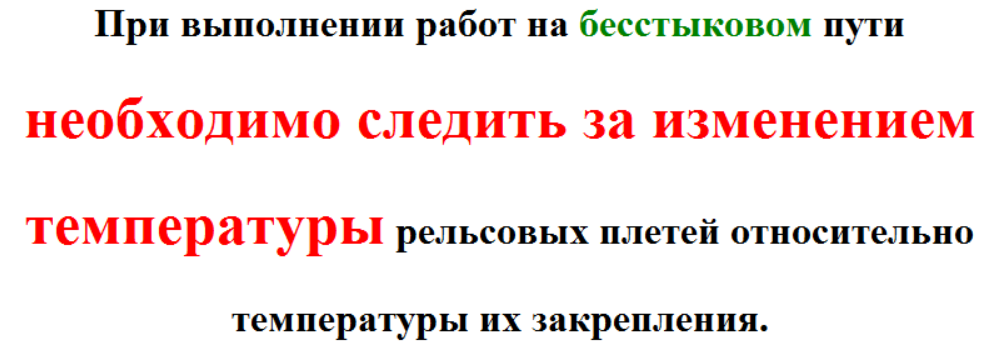 При выполнении работ на бесстыковом пути
необходимо следить за изменением
температуры рельсовых плетей относительно
температуры их закрепления.